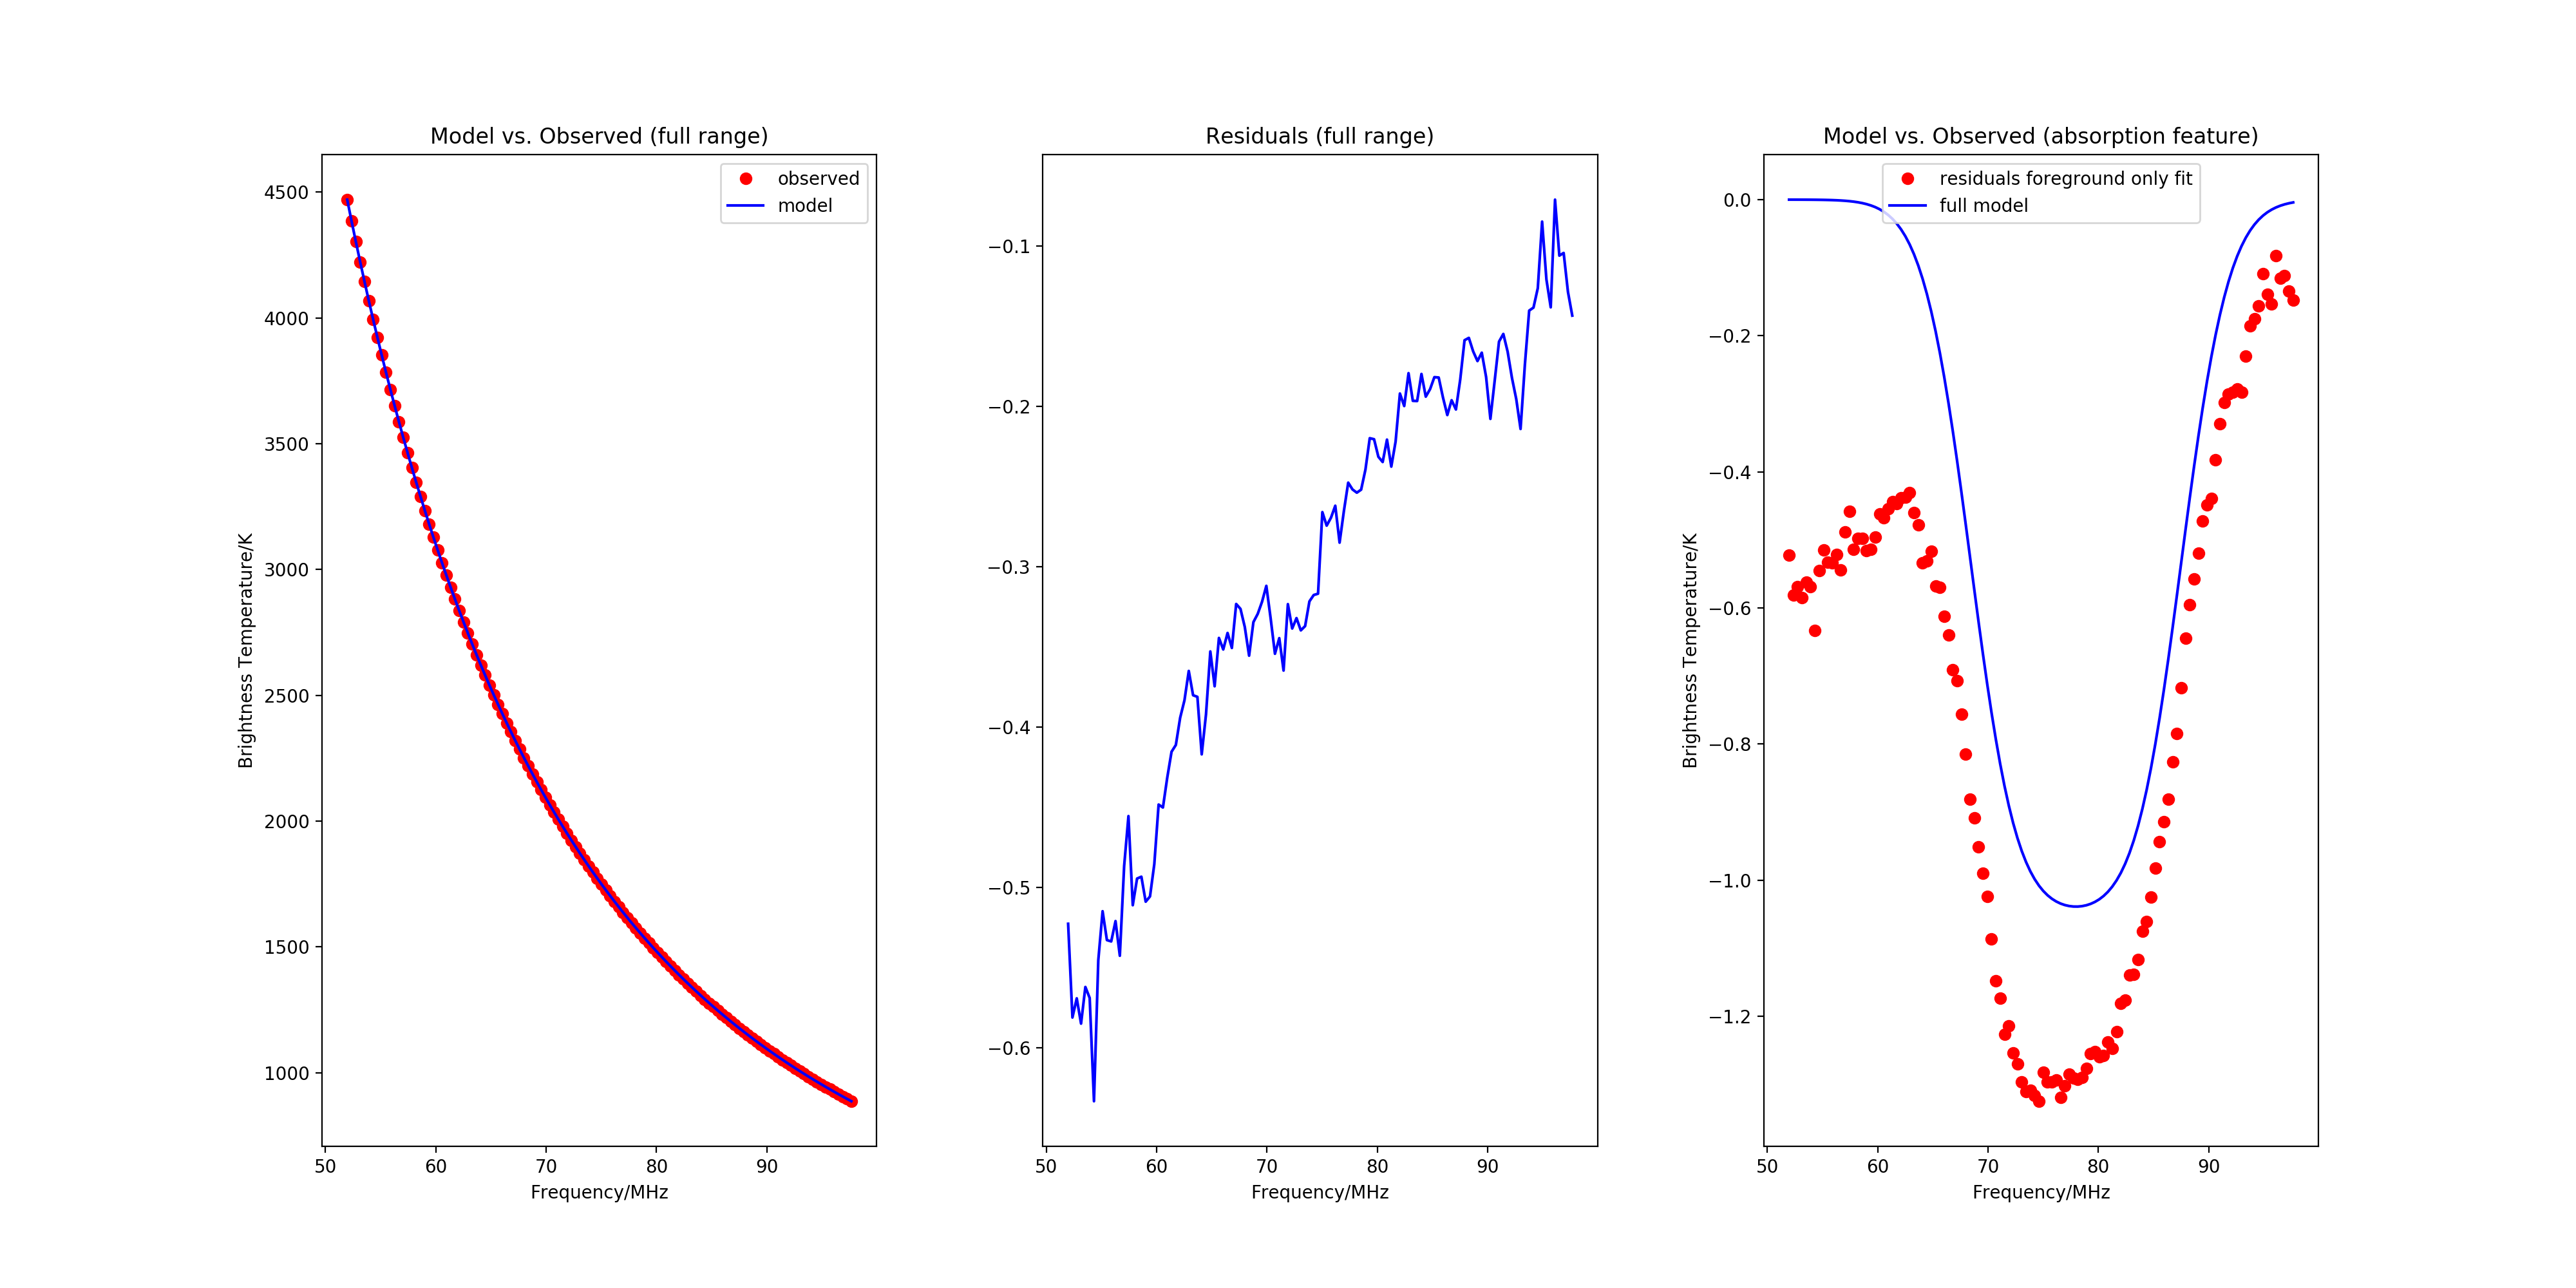 Model vs. Observed (full range)
observed
model
4500
4000
3500
3000
2500
2000
1500
1000
Brightness Temperature/K
50 60 70 80 90
Frequency/MHz
Residuals (full range)
−0.1
−0.2
−0.3
−0.4
−0.5
−0.6
50 60 70 80 90
Frequency/MHz
Model vs. Observed (absorption feature)
residuals foreground only fit
full model
0.0
−0.2
−0.4
−0.6
−0.8
−1.0
−1.2
Brightness Temperature/K
50 60 70 80 90
Frequency/MHz